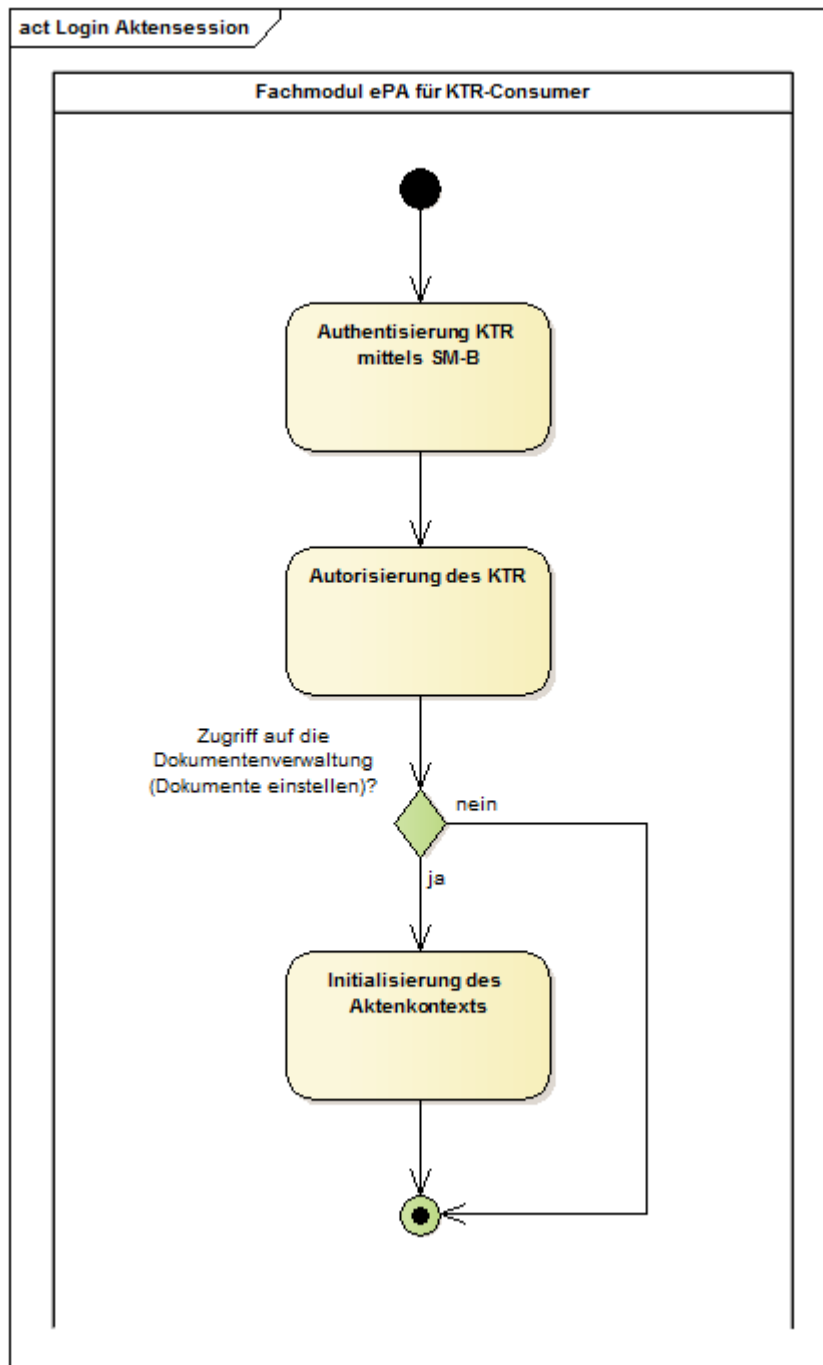 act Login Aktensession
Fachmodul ePA für KTR-Consumer
Authentisierung KTR
mittels SM-B
Autorisierung des KTR
Zugriff auf die
Dokumentenverwaltung
(Dokumente einstellen)?
nein
ja
Initialisierung des
Aktenkontexts